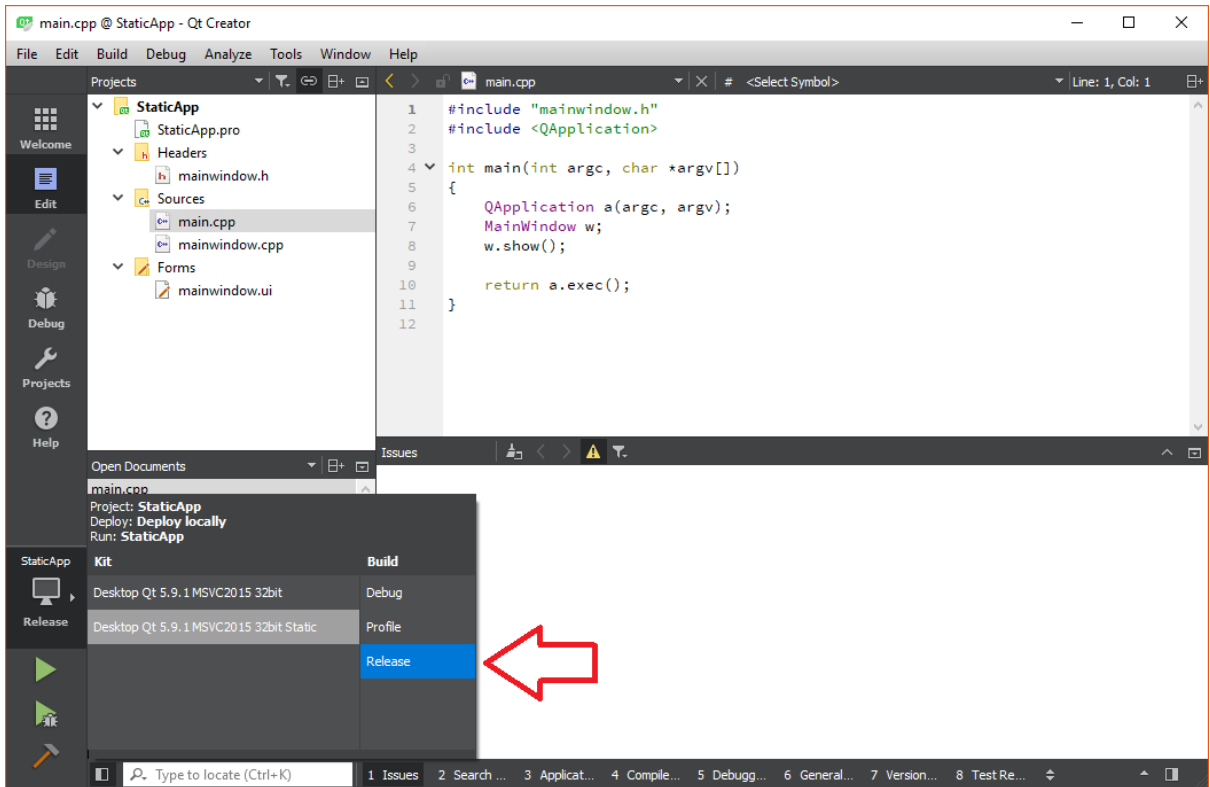 main.cpp @ StaticApp - Qt Creator
File Edit Build Debug Analyze Tools Window Help
Projects
main.cpp
# <Select Symbol>
Line: 1, Col: 1
Welcome
Edit
Design
Debug
Projects
Help
StaticApp
StaticApp.pro
Headers
mainwindow.h
Sources
main.cpp
mainwindow.cpp
Forms
mainwindow.ui
1 #include "mainwindow.h"
2 #include <QApplication>
3
4 int main(int argc, char *argv[])
5 {
6 QApplication a(argc, argv);
7 MainWindow w;
8 w.show();
9
10 return a.exec();
11 }
12
Open Documents
main.cpp
Issues
Project: StaticApp
Deploy: Deploy locally
Run: StaticApp
StaticApp
Release
Kit Build
Desktop Qt 5.9.1 MSVC2015 32bit Debug
Desktop Qt 5.9.1 MSVC2015 32bit Static Profile
Release
Type to locate (Ctrl+K) 1 Issues 2 Search ... 3 Applicat... 4 Compile... 5 Debugg... 6 General... 7 Version... 8 Test Re...